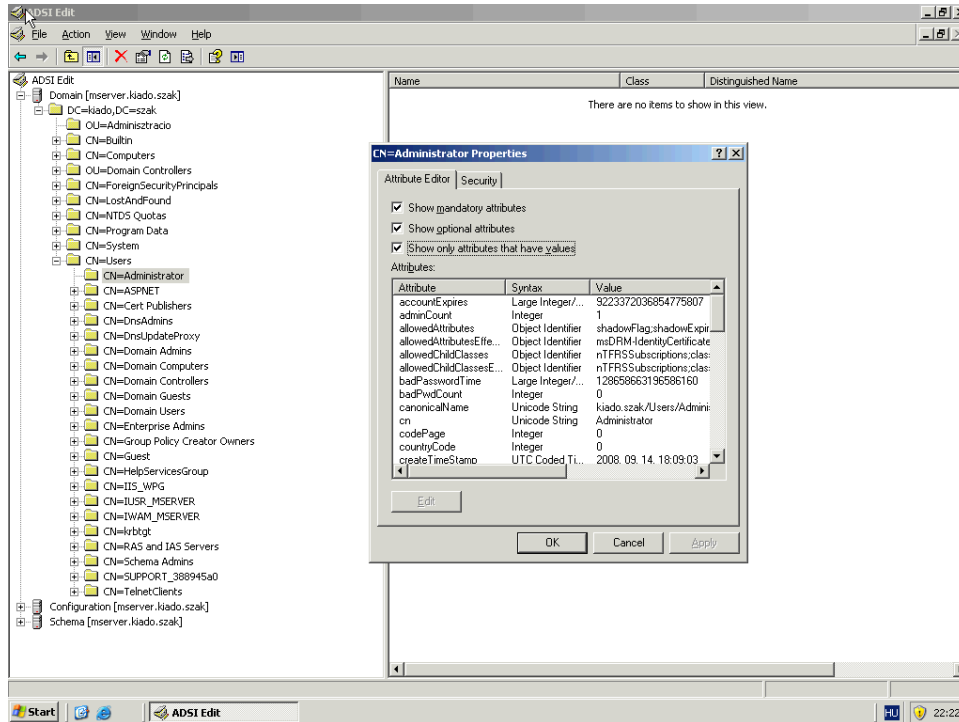 ADSI Edit
File Action View Window Help
ADSI Edit
Domain [mserver.kiado.szak]
DC=kiado,DC=szak
OU=Adminisztracio
CN=Builtin
CN=Computers
OU=Domain Controllers
CN=ForeignSecurityPrincipals
CN=LostAndFound
CN=NTDS Quotas
CN=Program Data
CN=System
CN=Users
CN=Administrator
CN=ASPNET
CN=Cert Publishers
CN=DnsAdmins
CN=DnsUpdateProxy
CN=Domain Admins
CN=Domain Computers
CN=Domain Controllers
CN=Domain Guests
CN=Domain Users
CN=Enterprise Admins
CN=Group Policy Creator Owners
CN=Guest
CN=HelpServicesGroup
CN=IIS_WPG
CN=IUSR_MSERVER
CN=IWAM_MSERVER
CN=krbtgt
CN=RAS and IAS Servers
CN=Schema Admins
CN=SUPPORT_388945a0
CN=TelnetClients
Configuration [mserver.kiado.szak]
Schema [mserver.kiado.szak]
Name Class Distinguished Name
There are no items to show in this view.
CN=Administrator Properties
Attribute Editor Security
Show mandatory attributes
Show optional attributes
Show only attributes that have values
Attributes:
Attribute Syntax Value
accountExpires Large Integer/... 9223372036854775807
adminCount Integer 1
allowedAttributes Object Identifier shadowFlag;shadowExpir
allowedAttributesEffe... Object Identifier msDRM-IdentityCertificate
allowedChildClasses Object Identifier nTFRSSubscriptions;clas
allowedChildClassesE... Object Identifier nTFRSSubscriptions;clas
badPasswordTime Large Integer/... 128658663196586160
badPwdCount Integer 0
canonicalName Unicode String kiado.szak/Users/Admini
cn Unicode String Administrator
codePage Integer 0
countryCode Integer 0
createTimeStamp UTC Coded Ti... 2008. 09. 14. 18:09:03
Edit
OK Cancel Apply
Start ADSI Edit HU 22:22